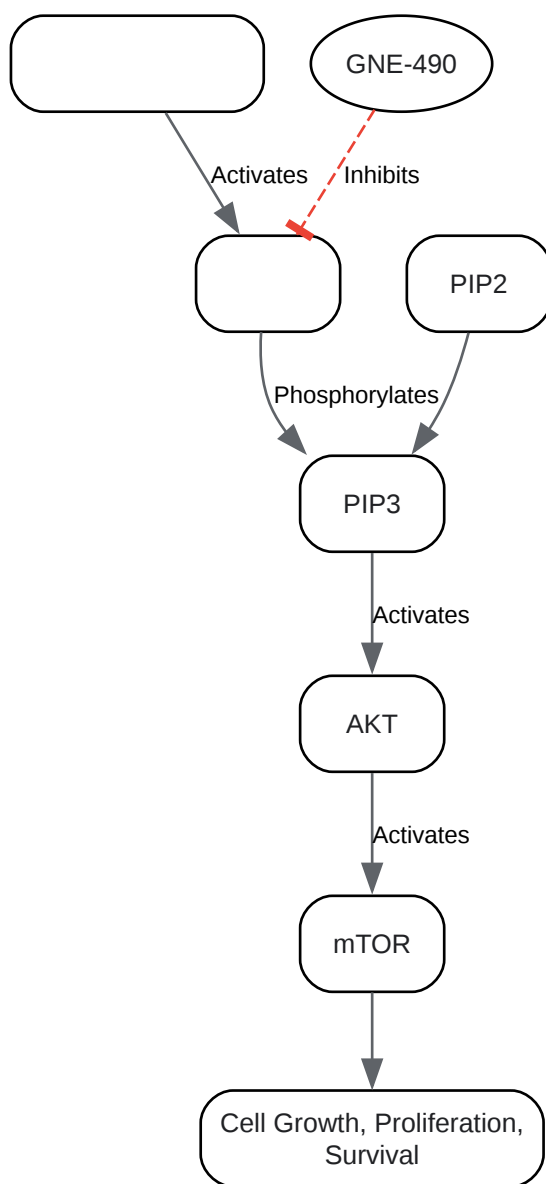 GNE-490
Activates
Inhibits
PIP2
Phosphorylates
PIP3
Activates
AKT
Activates
mTOR
Cell Growth, Proliferation,
Survival